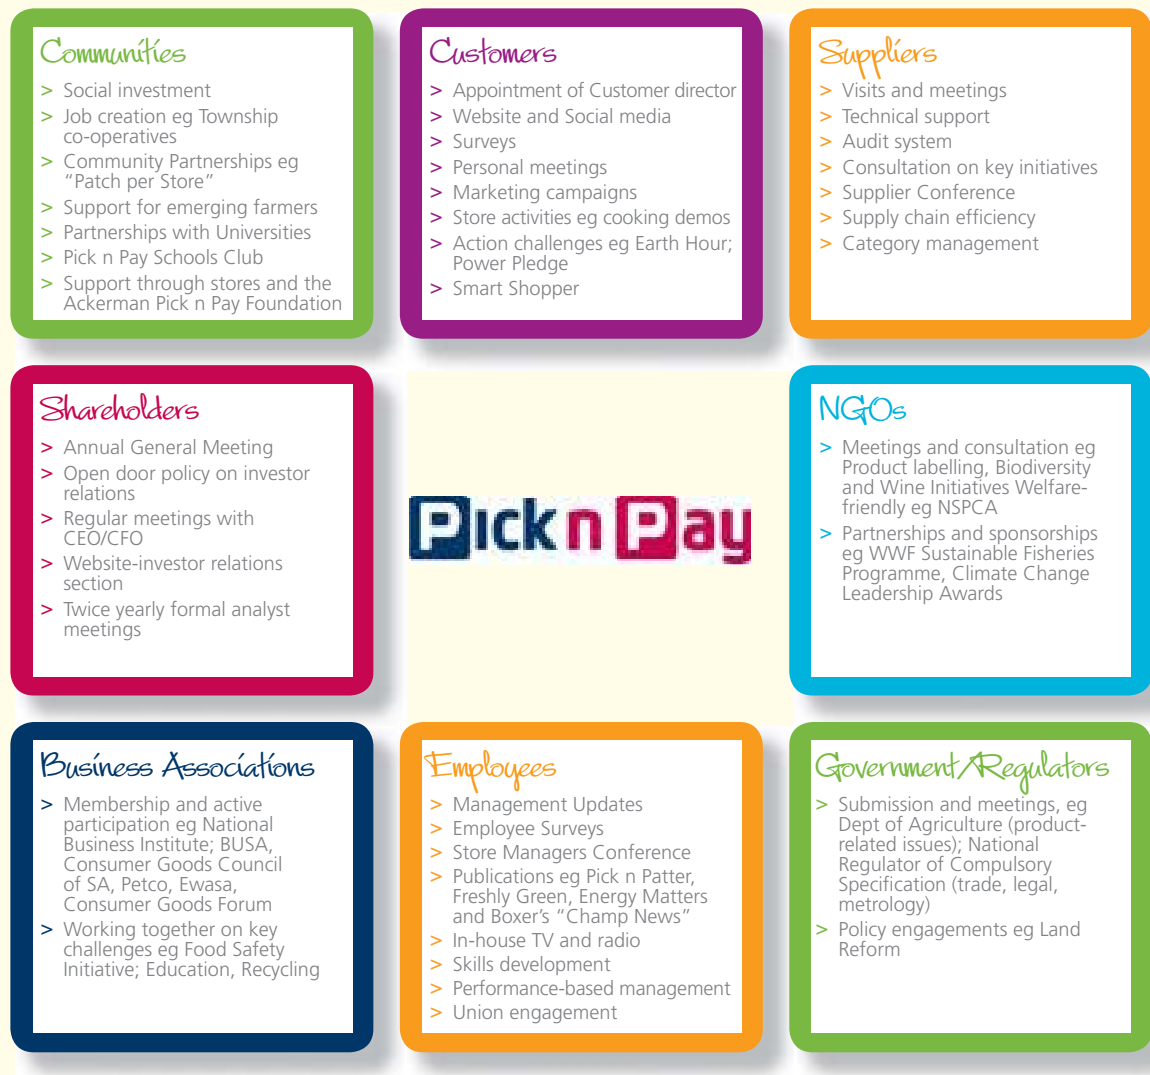 Communities
> Social investment
> Job creation eg Township
co-operatives
> Community Partnerships eg
“Patch per Store”
> Support for emerging farmers
> Partnerships with Universities
> Pick n Pay Schools Club
> Support through stores and the
Ackerman Pick n Pay Foundation
Customers
> Appointment of Customer director
> Website and Social media
> Surveys
> Personal meetings
> Marketing campaigns
> Store activities eg cooking demos
> Action challenges eg Earth Hour;
Power Pledge
> Smart Shopper
Suppliers
> Visits and meetings
> Technical support
> Audit system
> Consultation on key initiatives
> Supplier Conference
> Supply chain efficiency
> Category management
Shareholders
> Annual General Meeting
> Open door policy on investor
relations
> Regular meetings with
CEO/CFO
> Website-investor relations
section
> Twice yearly formal analyst
meetings
Pick n Pay
NGOs
> Meetings and consultation eg
Product labelling, Biodiversity
and Wine Initiatives Welfare-
friendly eg NSPCA
> Partnerships and sponsorships
eg WWF Sustainable Fisheries
Programme, Climate Change
Leadership Awards
Business Associations
> Membership and active
participation eg National
Business Institute; BUSA,
Consumer Goods Council
of SA, Petco, Ewasa,
Consumer Goods Forum
> Working together on key
challenges eg Food Safety
Initiative; Education, Recycling
Employees
> Management Updates
> Employee Surveys
> Store Managers Conference
> Publications eg Pick n Patter,
Freshly Green, Energy Matters
and Boxer’s “Champ News”
> In-house TV and radio
> Skills development
> Performance-based management
> Union engagement
Government/Regulators
> Submission and meetings, eg
Dept of Agriculture (product-
related issues); National
Regulator of Compulsory
Specification (trade, legal,
metrology)
> Policy engagements eg Land
Reform